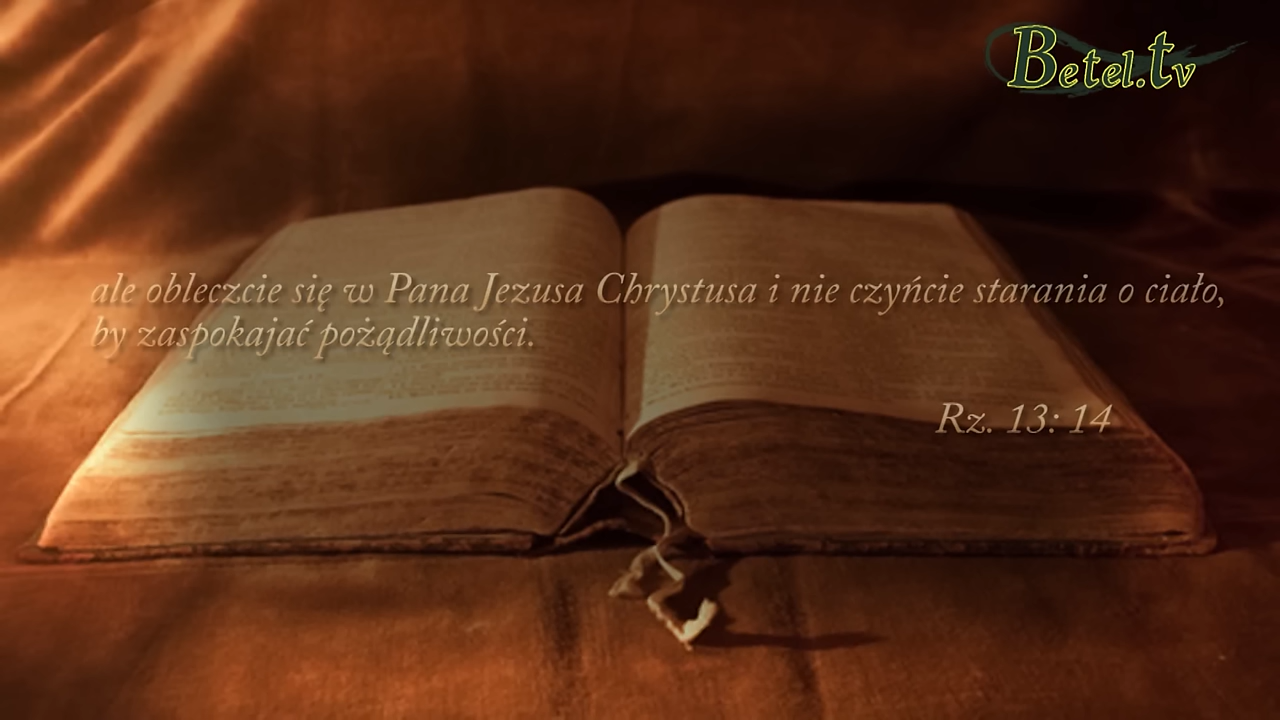 Betel.tv
ale obleczcie się w Pana Jezusa Chrystusa i nie czyńcie starania o ciało,
by zaspokajać pożądliwości.
Rz. 13: 14